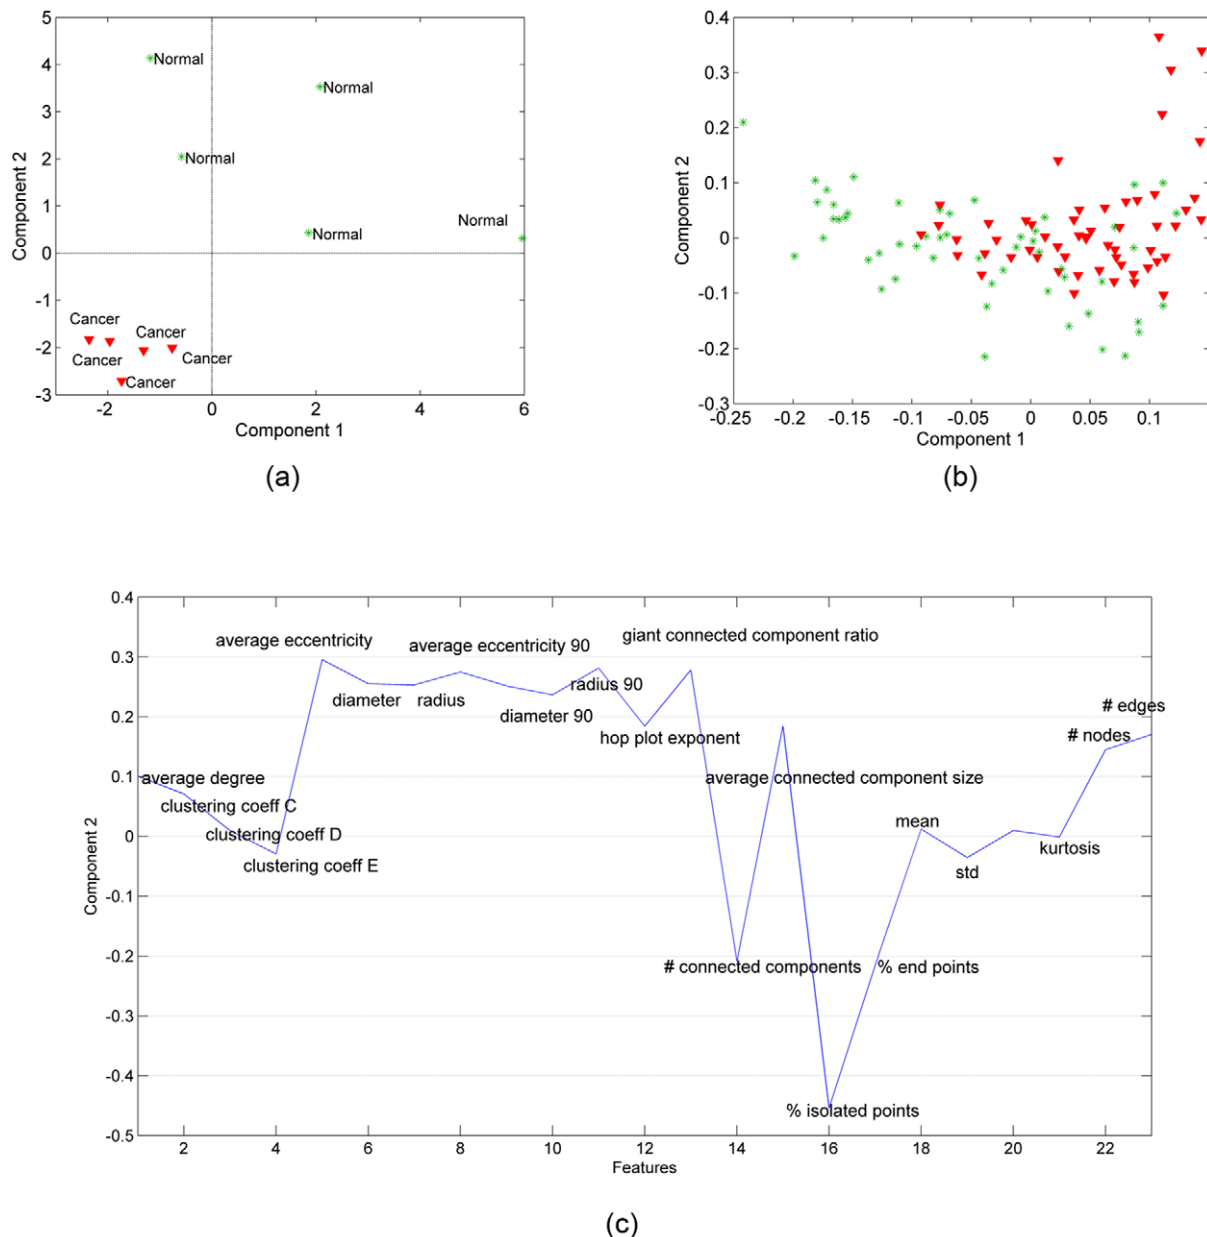 5
4
3
2
1
0
-1
-2
-3
Component 2
Normal
Normal
Normal
Normal
Normal
Cancer
Cancer
Cancer
Cancer
Cancer
-2
0
2
4
6
Component 1
(a)
0.4
0.3
0.2
0.1
0
-0.1
-0.2
-0.3
Component 2
-0.25
-0.2
-0.15
-0.1
-0.05
0
0.05
0.1
0.15
Component 1
(b)
0.4
0.3
0.2
0.1
0
-0.1
-0.2
-0.3
-0.4
-0.5
Component 2
average degree
clustering coeff C
clustering coeff D
clustering coeff E
average eccentricity
diameter
radius
average eccentricity 90
diameter 90
radius 90
hop plot exponent
giant connected component ratio
# connected components
average connected component size
% isolated points
% end points
mean
std
kurtosis
# nodes
# edges
2
4
6
8
10
12
14
16
18
20
22
Features
(c)